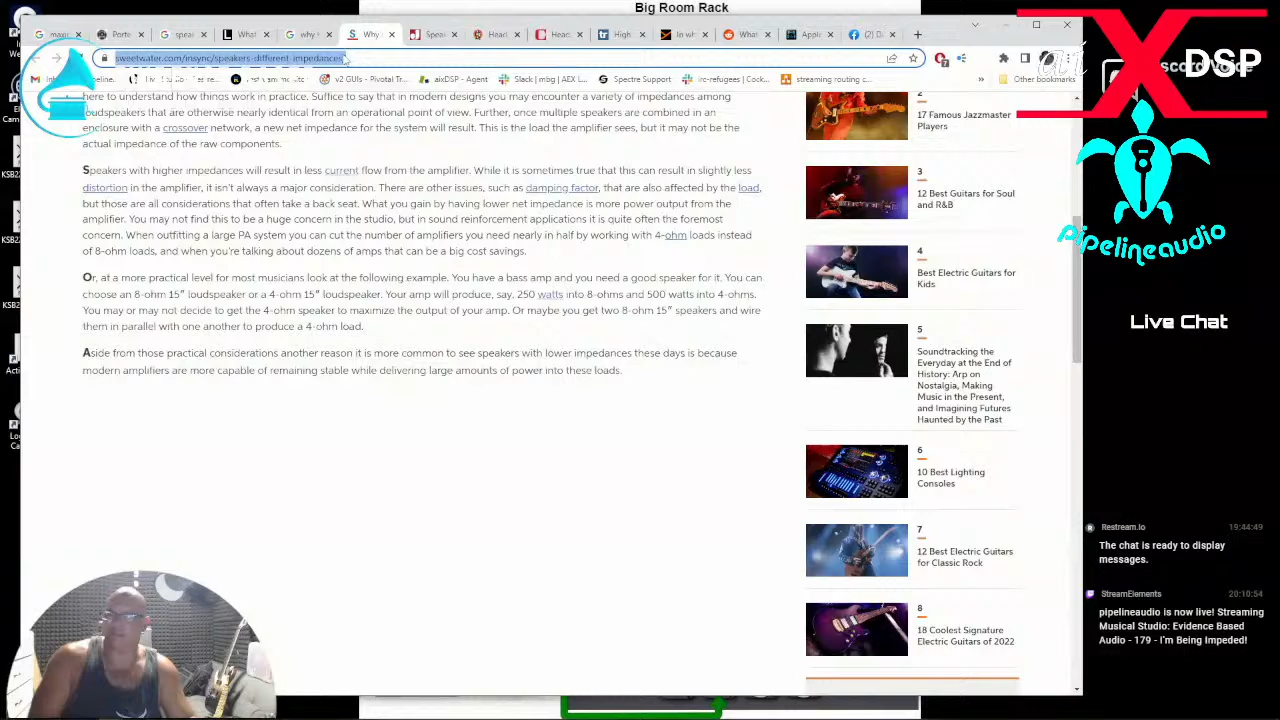 Big Room Rack
Why
What
why
Head
High
In wh
sweetwater.com/insync/speakers-different-impedances
v2 GUI's - Pivotal Tr...
aixDSP - Agent
Slack | mgil | AEX L...
Spectre Support
irc-refugees | Cock...
streaming routing c...
Other bookmarks
here to understand how things work in practice. Suffice to say that in modern designs you may encounter a variety of impedances among
loudspeakers that are otherwise nearly identical from an operational point of view. Further, once multiple speakers are combined in an
enclosure with a crossover network, a new net impedance for the system will result. This is the load the amplifier sees, but it may not be the
actual impedance of the raw components.
Speakers with higher impedances will result in less current flow from the amplifier. While it is sometimes true that this can result in slightly less
distortion in the amplifier, it isn't always a major consideration. There are other issues, such as damping factor, that are also affected by the load,
but those are all considerations that often take a back seat. What you gain by having lower net impedance is more power output from the
amplifier. You may not find this to be a huge concern in the studio, but in sound reinforcement applications it is quite often the foremost
concern. When outfitting a large PA system you can cut the number of amplifiers you need nearly in half by working with 4-ohm loads instead
of 8-ohm loads, and when you're talking about dozens of amps that can be a big cost savings.
Or, at a more practical level for most musicians look at the following example. You have a bass amp and you need a good speaker for it. You can
choose an 8-ohm 15″ loudspeaker or a 4-ohm 15″ loudspeaker. Your amp will produce, say, 250 watts into 8-ohms and 500 watts into 4-ohms.
You may or may not decide to get the 4-ohm speaker to maximize the output of your amp. Or maybe you get two 8-ohm 15″ speakers and wire
them in parallel with one another to produce a 4-ohm load.
Aside from those practical considerations another reason it is more common to see speakers with lower impedances these days is because
modern amplifiers are more capable of remaining stable while delivering large amounts of power into these loads.
2
17 Famous Jazzmaster
Players
3
12 Best Guitars for Soul
and R&B
4
Best Electric Guitars for
Kids
5
Soundtracking the
Everyday at the End of
History: Arp on
Nostalgia, Making
Music in the Present,
and Imagining Futures
Haunted by the Past
6
10 Best Lighting
Consoles
7
12 Best Electric Guitars
for Classic Rock
8
18 Coolest Signature
Electric Guitars of 2022
ai X DSP
Pipelineaudio
Live Chat
Restream.io 19:44:49
The chat is ready to display
messages.
StreamElements 20:10:54
pipelineaudio is now live! Streaming
Musical Studio: Evidence Based
Audio - 179 - I'm Being Impeded!